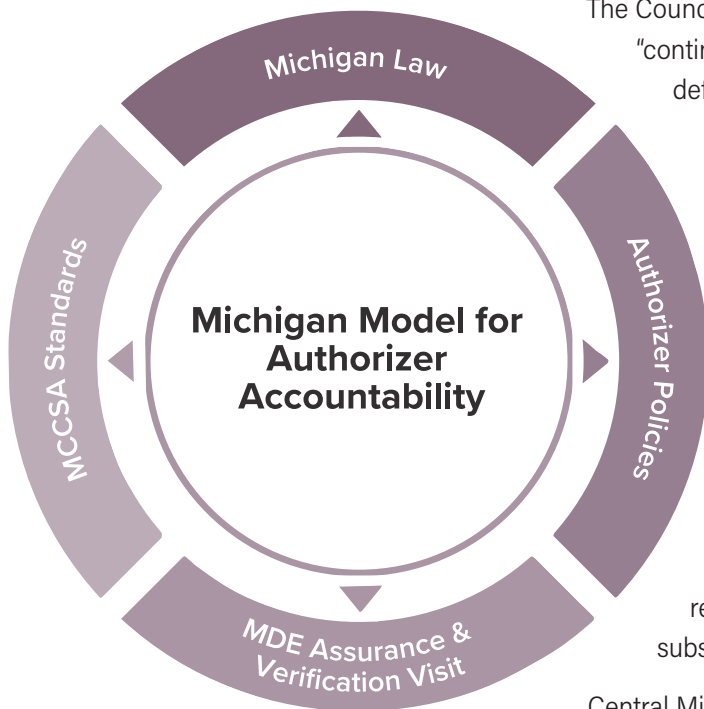 The Counc
"contin
def
Michigan Law
MCCSA Standards
Authorizer Policies
Michigan Model for
Authorizer
Accountability
MDE Assurance &
Verification Visit
re
subs
Central Mi